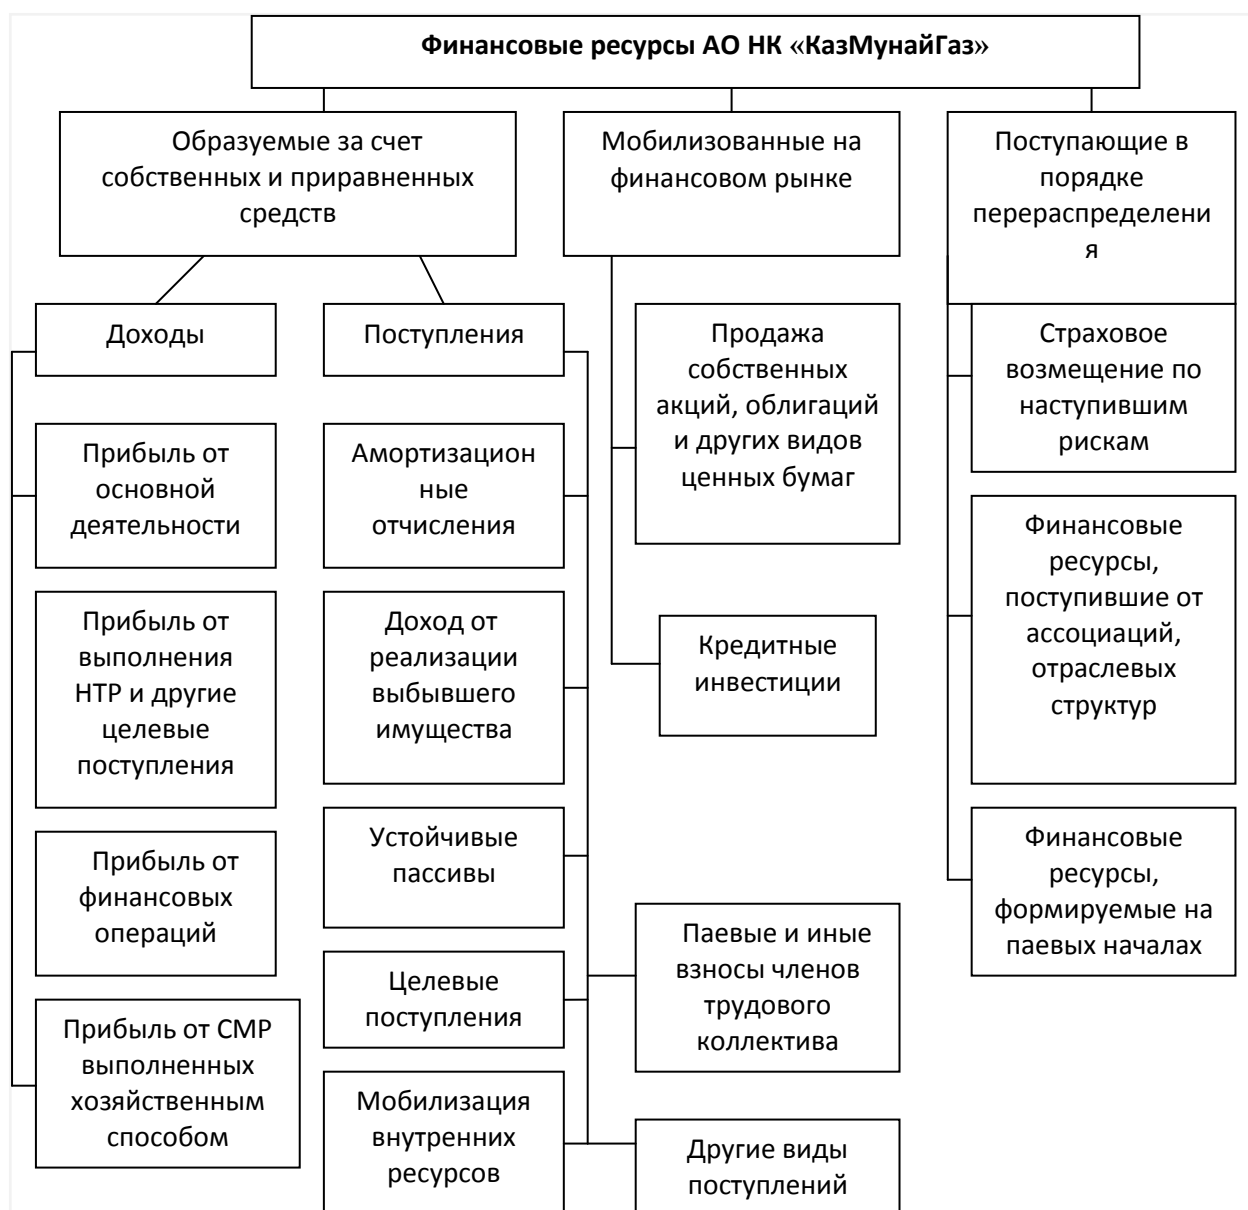 Финансовые ресурсы АО НК «КазМунайГаз»
Образуемые за счет
собственных и приравненных
средств
Мобилизованные на
финансовом рынке
Поступающие в
порядке
перераспределени
я
Доходы
Поступления
Продажа
собственных
акций, облигаций
и других видов
ценных бумаг
Страховое
возмещение по
наступившим
рискам
Прибыль от
основной
деятельности
Амортизацион
ные
отчисления
Финансовые
ресурсы,
поступившие от
ассоциаций,
отраслевых
структур
Прибыль от
выполнения
НТР и другие
целевые
поступления
Доход от
реализации
выбывшего
имущества
Кредитные
инвестиции
Прибыль от
финансовых
операций
Устойчивые
пассивы
Финансовые
ресурсы,
формируемые на
паевых началах
Паевые и иные
взносы членов
трудового
коллектива
Целевые
поступления
Прибыль от СМР
выполненных
хозяйственным
способом
Мобилизация
внутренних
ресурсов
Другие виды
поступлений